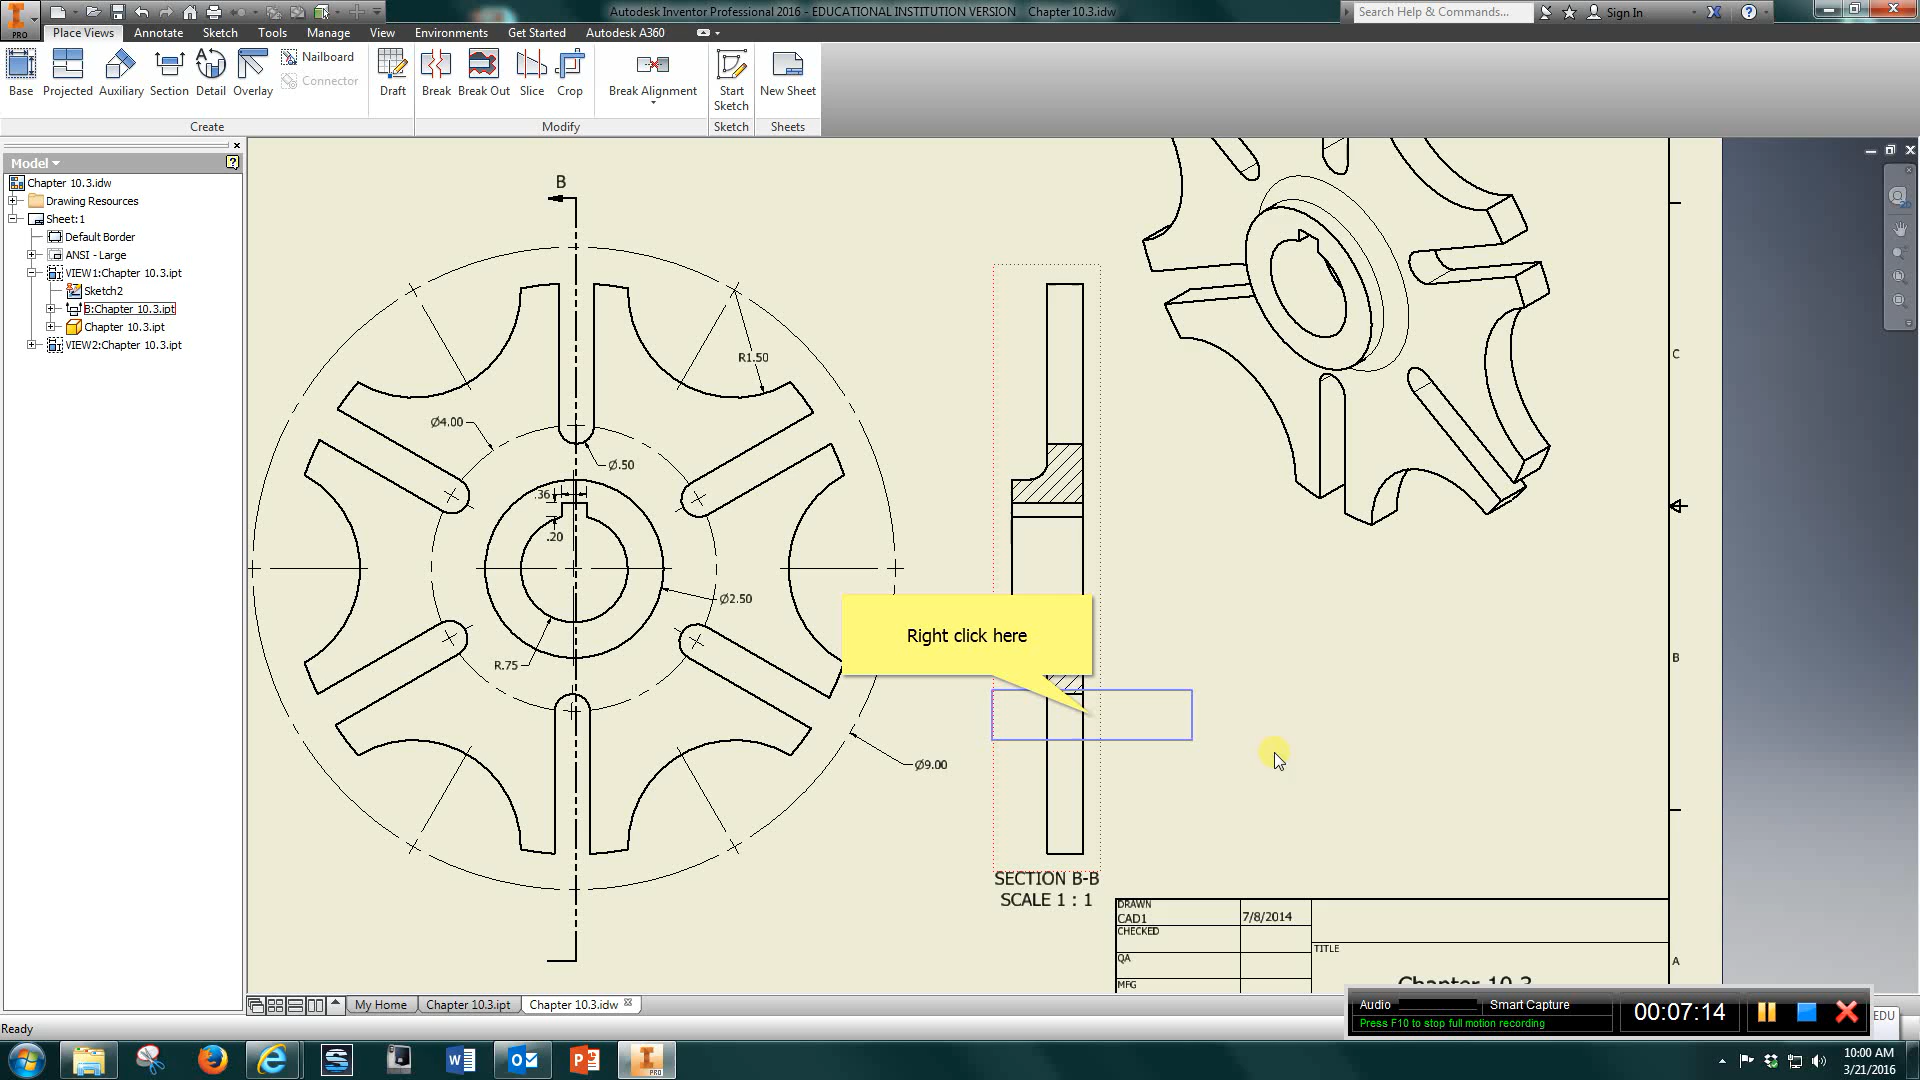 Autodesk Inventor Professional 2016 - EDUCATIONAL INSTITUTION VERSION Chapter10.3.idw
Search Help & Commands...
Sign In
PRO
Place Views
Annotate
Sketch
Tools
Manage
View
Environments
Get Started
Autodesk A360
Base
Projected
Auxiliary
Section
Detail
Overlay
Nailboard
Connector
Draft
Break
Break Out
Slice
Crop
Break Alignment
Start
Sketch
New Sheet
Create
Modify
Sketch
Sheets
Model
Chapter 10.3.idw
Drawing Resources
Sheet:1
Default Border
ANSI - Large
VIEW1:Chapter 10.3.ipt
Sketch2
B:Chapter 10.3.ipt
Chapter 10.3.ipt
VIEW2:Chapter 10.3.ipt
B
R1.50
Ø4.00
Ø.50
.36
.20
Ø2.50
R.75
Ø9.00
Right click here
SECTION B-B
SCALE 1 : 1
C
B
A
DRAWN
CAD1
7/8/2014
CHECKED
QA
MFG
TITLE
Chapter 10.3
My Home
Chapter 10.3.ipt
Chapter 10.3.idw
Ready
Audio
Smart Capture
Press F10 to stop full motion recording
00:07:14
EDU
PRO
10:00 AM
3/21/2016